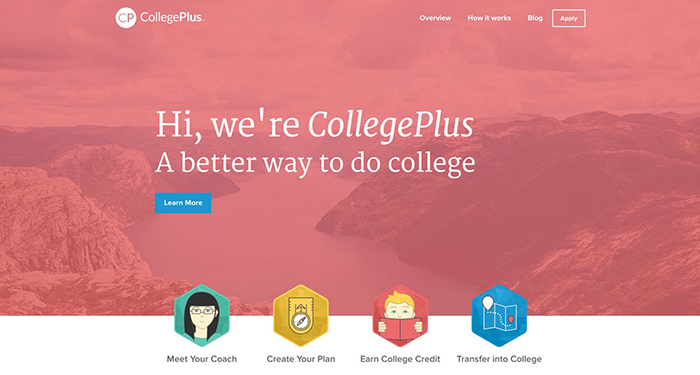 CP CollegePlus
Overview How it works Blog Apply
Hi, we're CollegePlus
A better way to do college
Learn More
Meet Your Coach Create Your Plan Earn College Credit Transfer into College